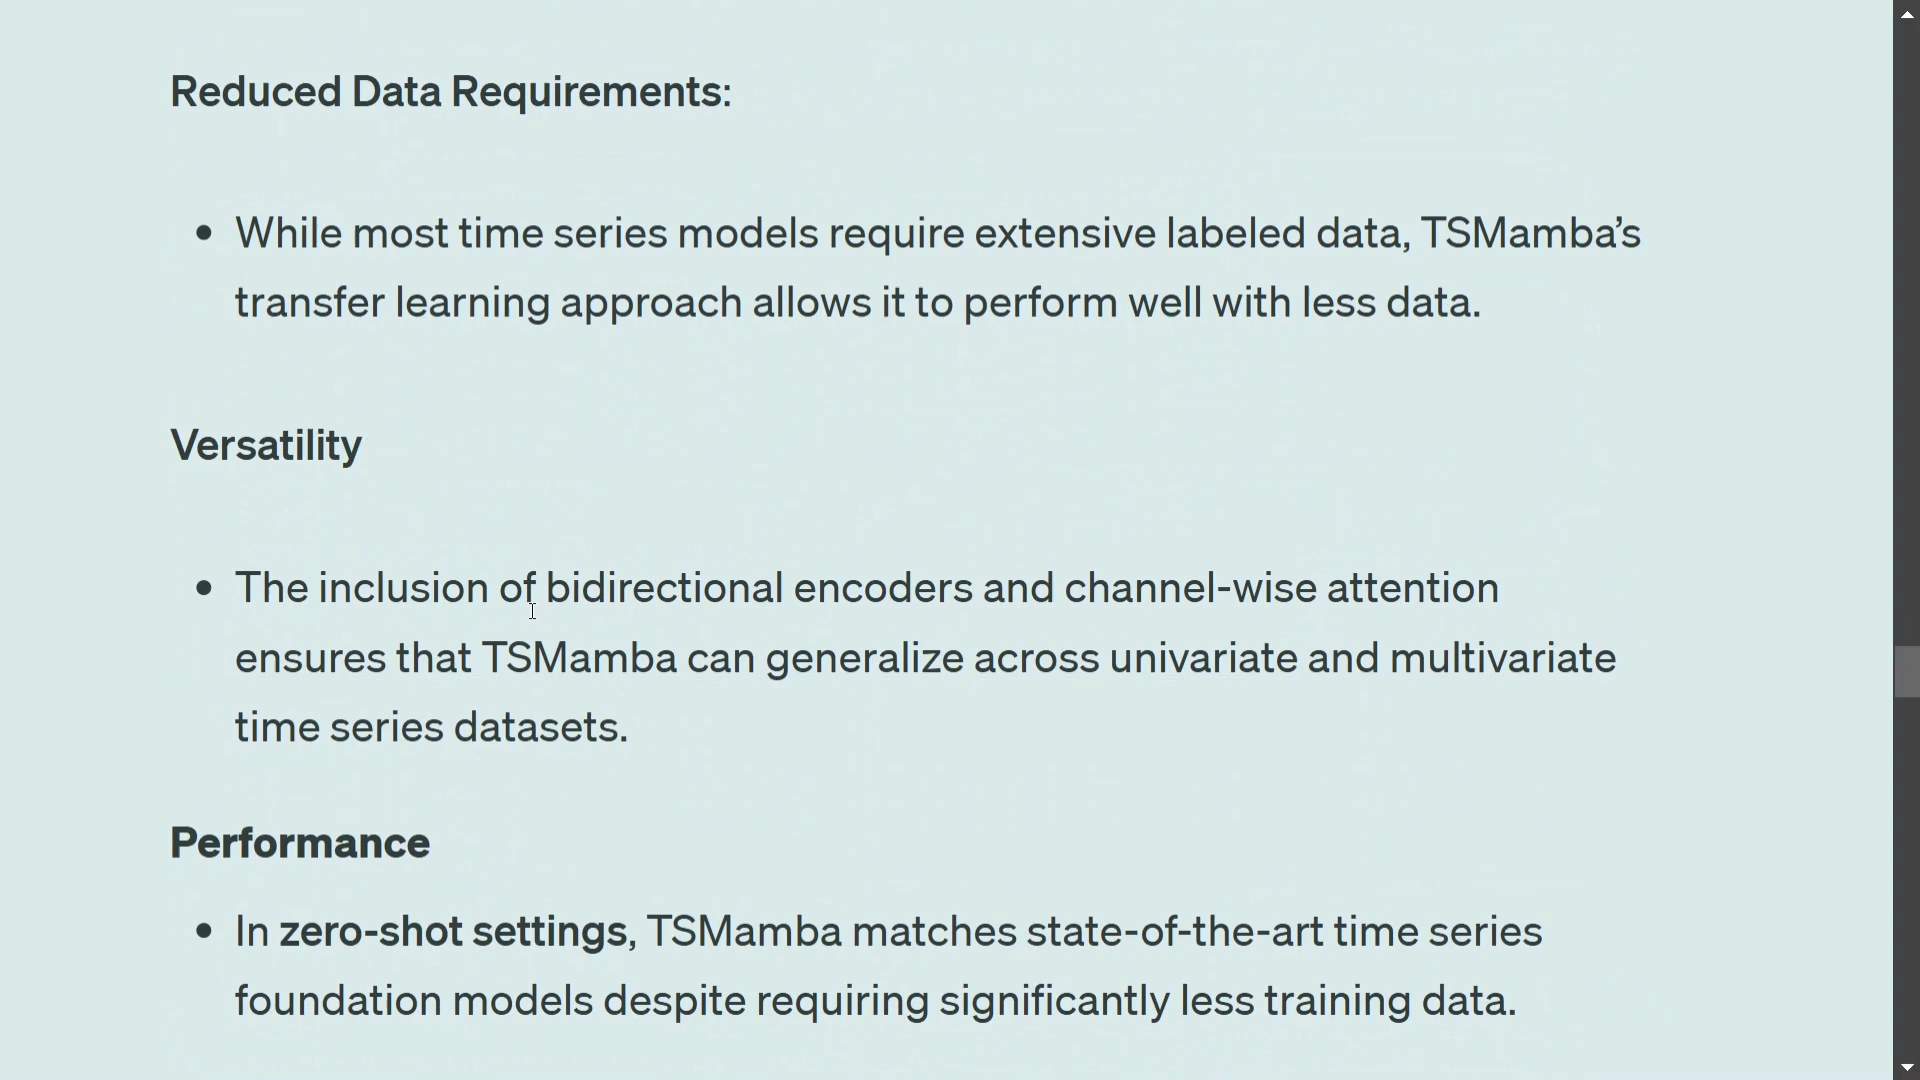 Reduced Data Requirements:
• While most time series models require extensive labeled data, TSMamba’s
transfer learning approach allows it to perform well with less data.
Versatility
• The inclusion of bidirectional encoders and channel-wise attention
ensures that TSMamba can generalize across univariate and multivariate
time series datasets.
Performance
• In zero-shot settings, TSMamba matches state-of-the-art time series
foundation models despite requiring significantly less training data.